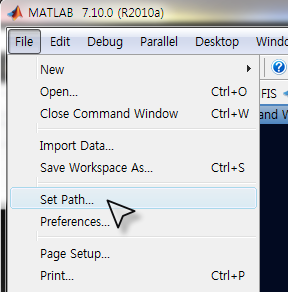 MATLAB 7.10.0 (R2010a)
File Edit Debug Parallel Desktop Windo
New
Open... Ctrl+O
FIS
Close Command Window Ctrl+W
and W
Import Data...
Save Workspace As... Ctrl+S
Set Path...
Preferences...
Page Setup...
Print... Ctrl+P